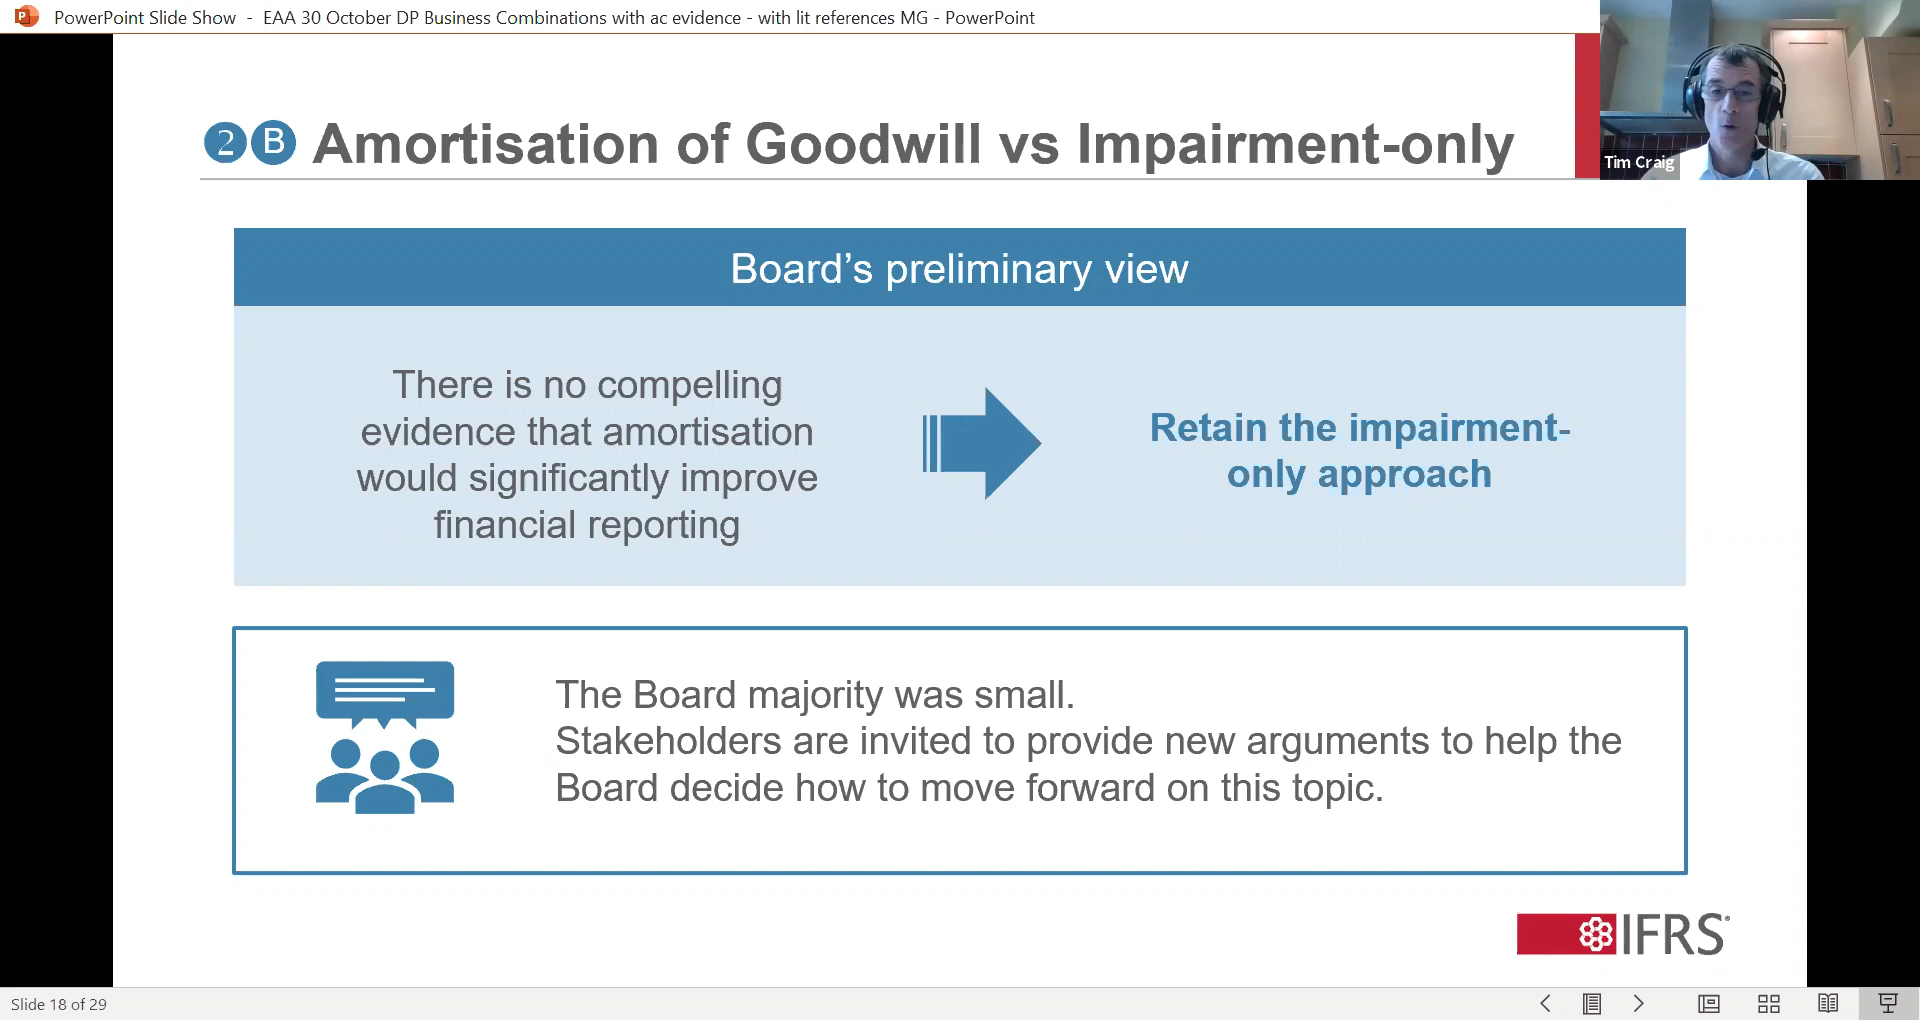 PowerPoint Slide Show - EAA 30 October DP Business Combinations with ac evidence - with lit references MG - PowerPoint
2 B Amortisation of Goodwill vs Impairment-only
Tim Craig
Board’s preliminary view
There is no compelling
evidence that amortisation
would significantly improve
financial reporting
Retain the impairment-
only approach
The Board majority was small.
Stakeholders are invited to provide new arguments to help the
Board decide how to move forward on this topic.
IFRS®
Slide 18 of 29